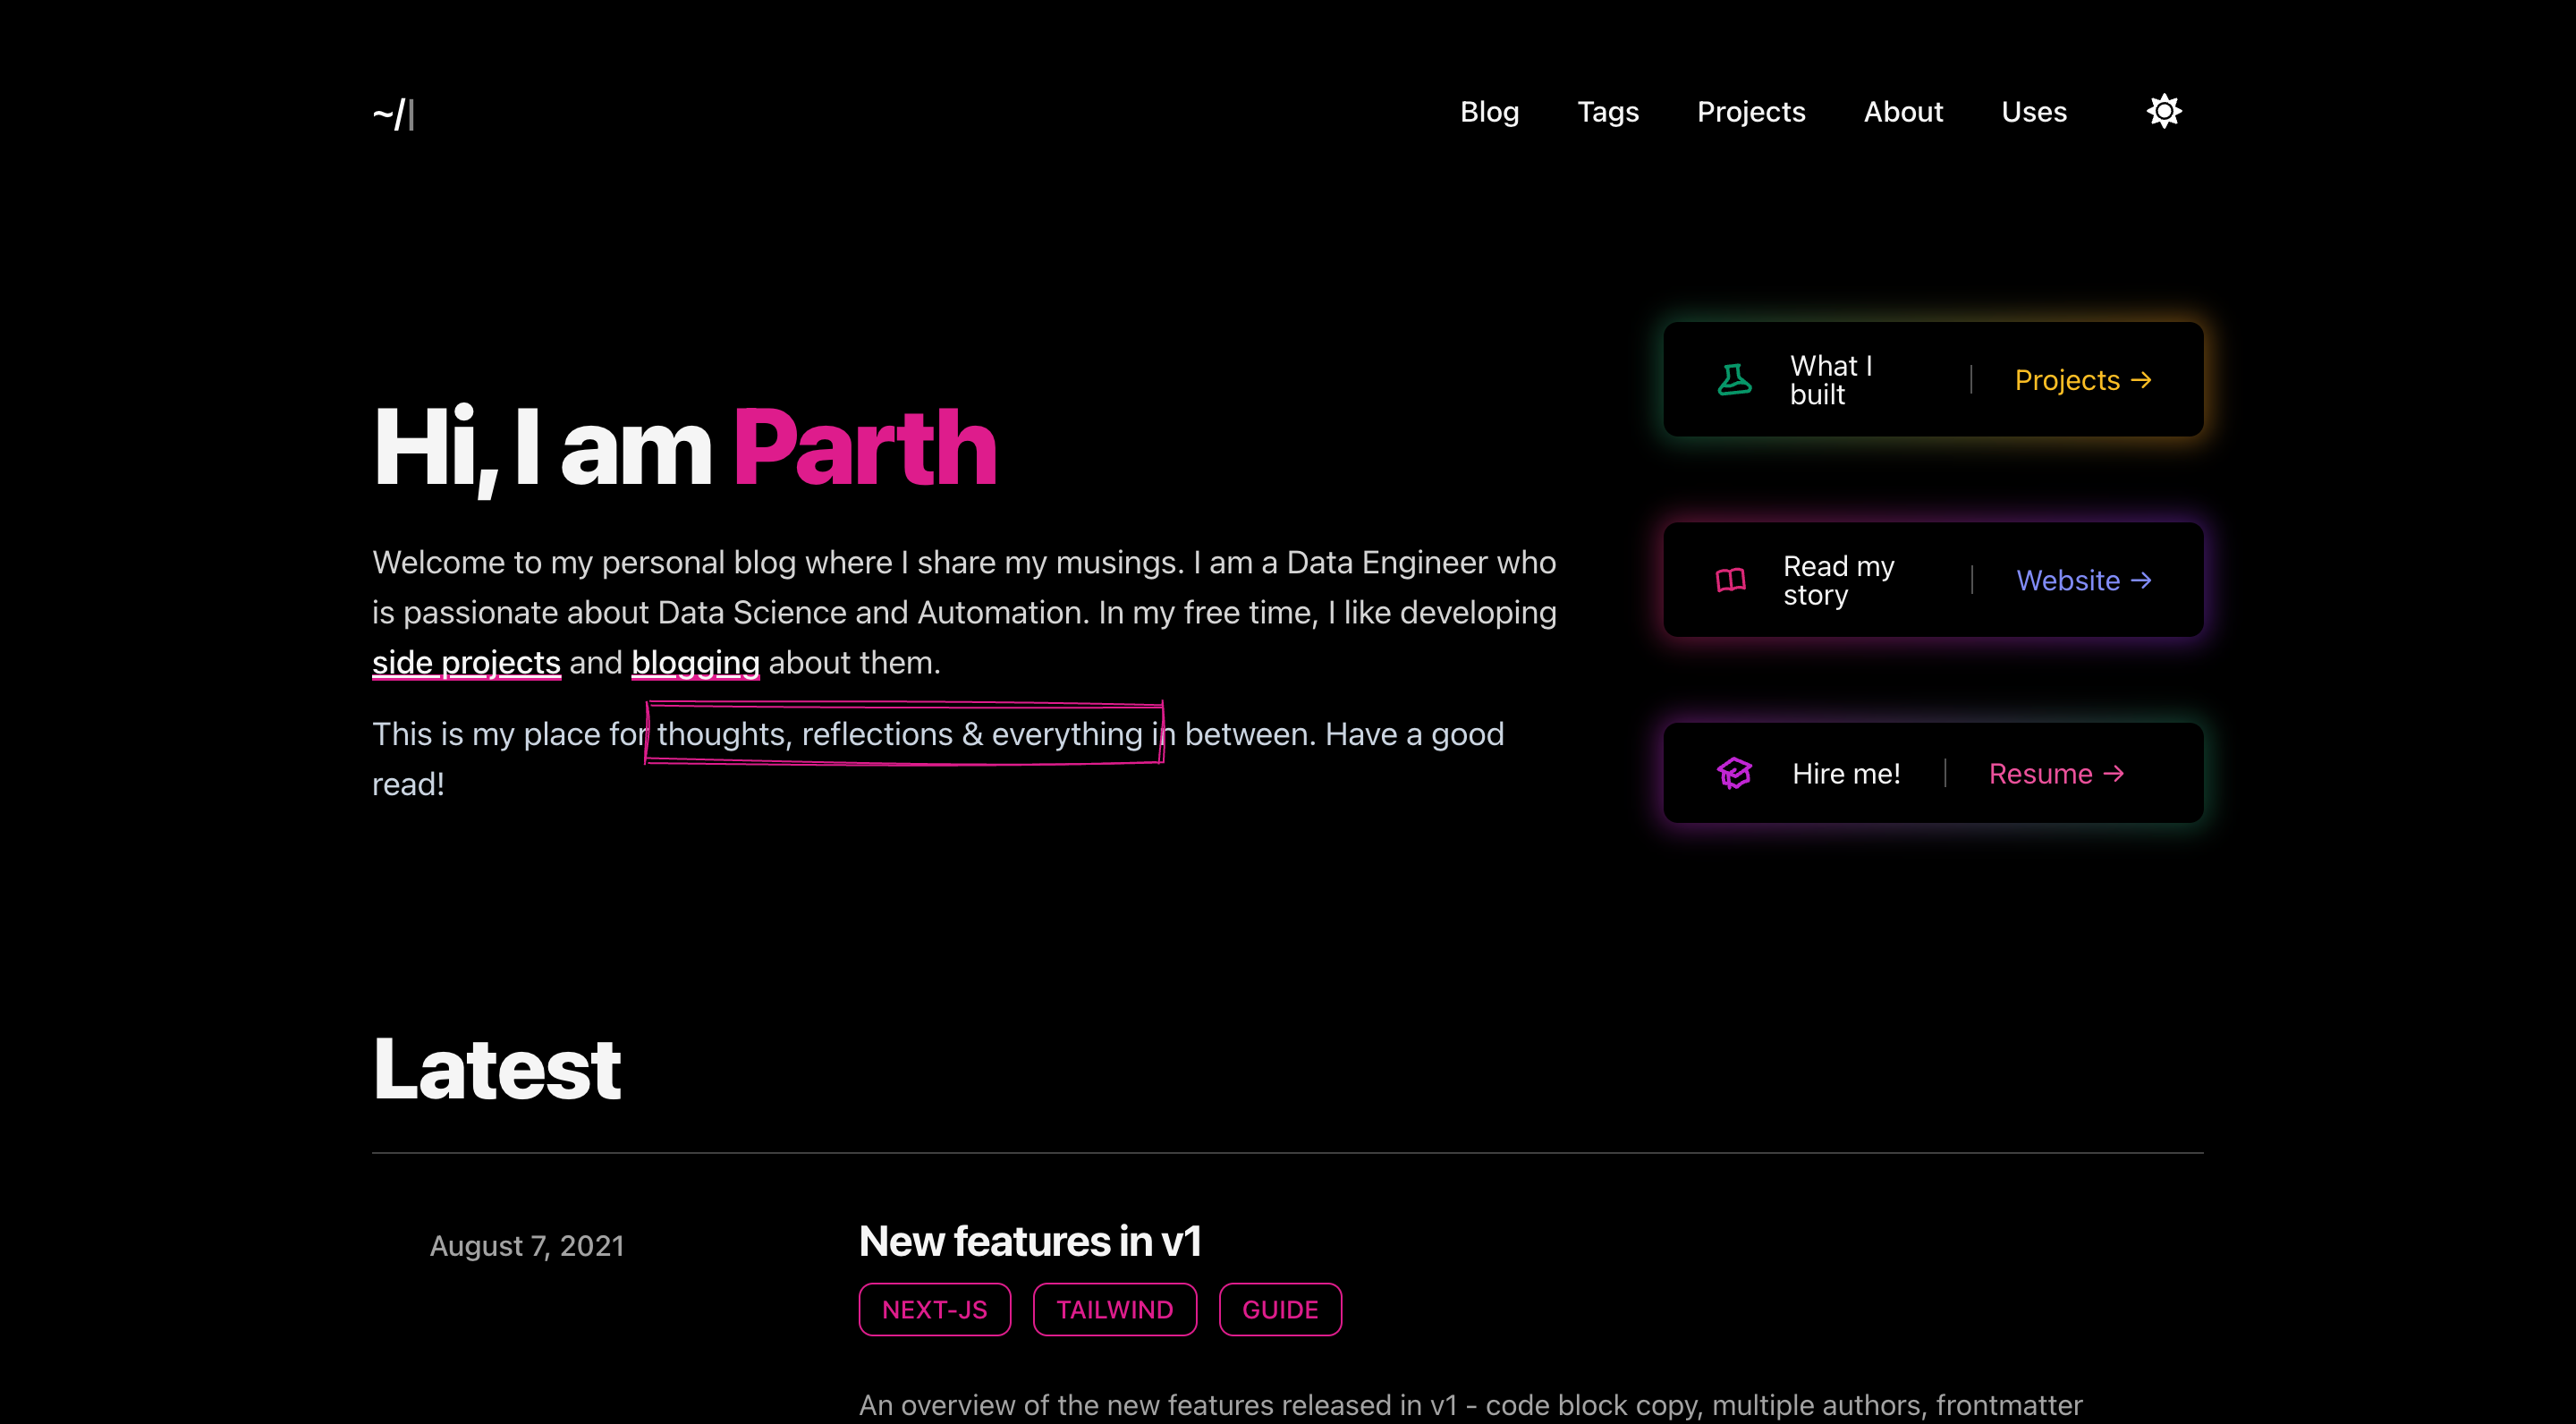 ~/|
Blog Tags Projects About Uses
Hi, I am Parth
Welcome to my personal blog where I share my musings. I am a Data Engineer who
is passionate about Data Science and Automation. In my free time, I like developing
side projects and blogging about them.
This is my place for thoughts, reflections & everything in between. Have a good
read!
What I
built
Projects →
Read my
story
Website →
Hire me!
Resume →
Latest
August 7, 2021
New features in v1
NEXT-JS TAILWIND GUIDE
An overview of the new features released in v1 - code block copy, multiple authors, frontmatter